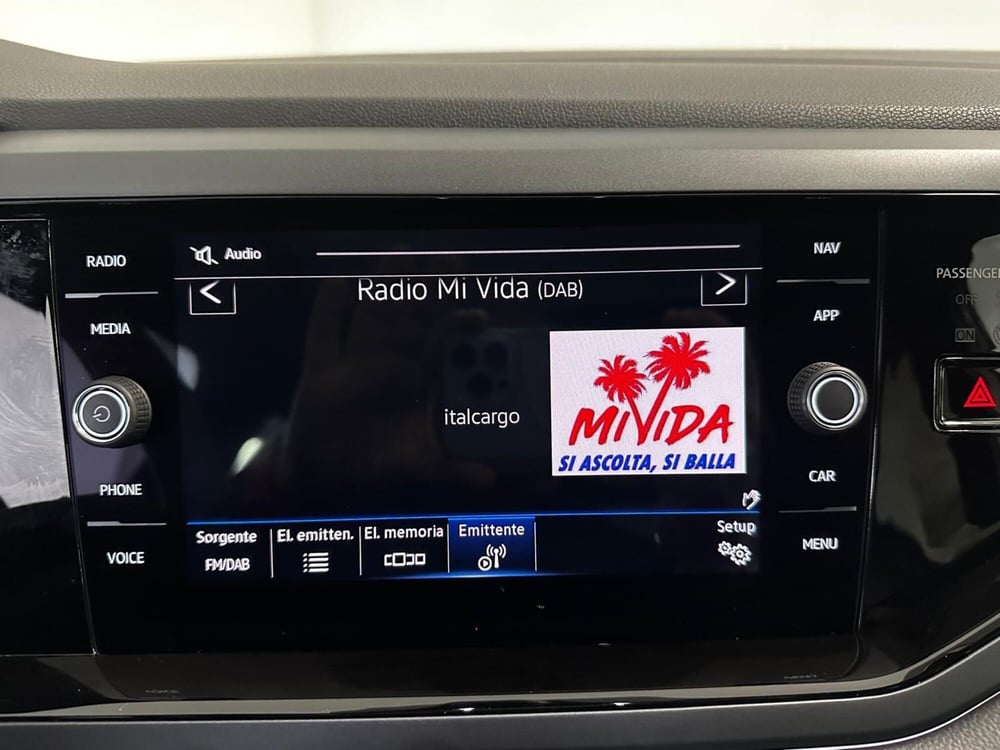 RADIO
MEDIA
PHONE
VOICE
Audio
Radio Mi Vida (DAB)
italcargo
MIVIDA
SI ASCOLTA, SI BALLA
Sorgente
FM/DAB
El. emitten.
El. memoria
Emittente
Setup
NAV
APP
CAR
MENU
PASSENGER
OFF
ON